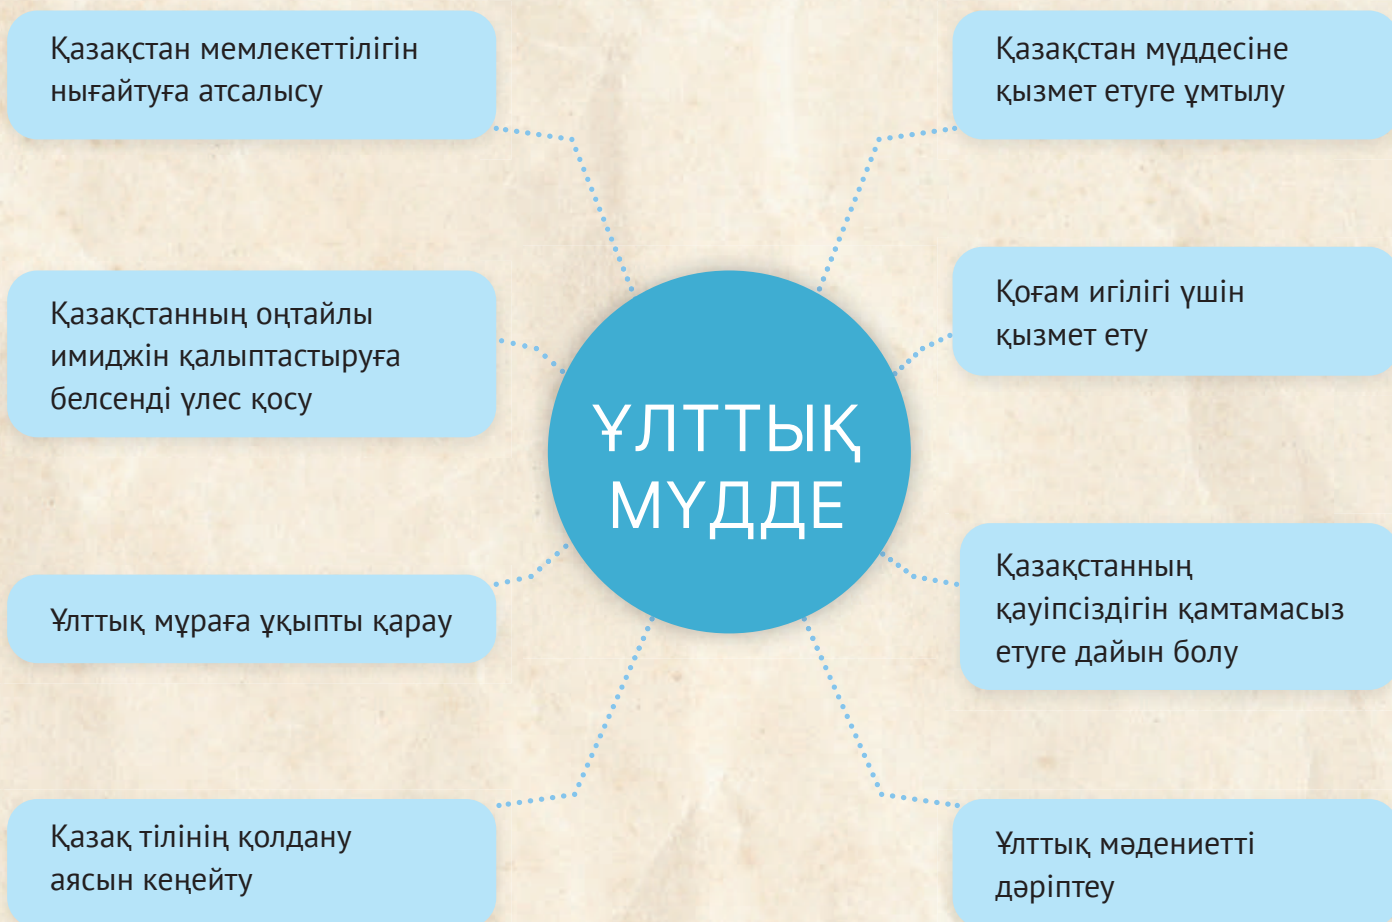 Қазақстан мемлекеттілігін
нығайтуға атсалысу
Қазақстанның оңтайлы
имиджін қалыптастыруға
белсенді үлес қосу
Ұлттық мұраға ұқыпты қарау
Қазақ тілінің қолдану
аясын кеңейту
ҰЛТТЫҚ
МҮДДЕ
Қазақстан мүддесіне
қызмет етуге ұмтылу
Қоғам игілігі үшін
қызмет ету
Қазақстанның
қауіпсіздігін қамтамасыз
етуге дайын болу
Ұлттық мәдениетті
дәріптеу